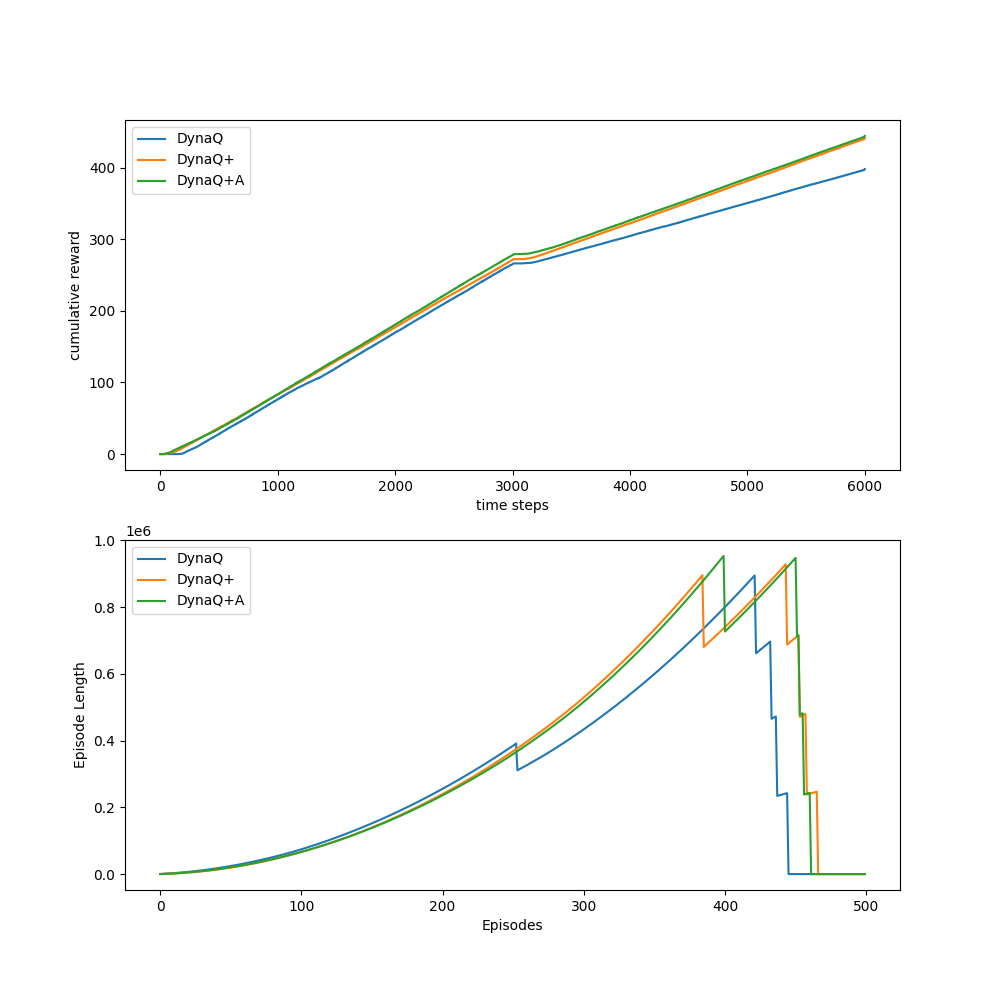 DynaQ
DynaQ+
DynaQ+A
400
300
200
100
0
cumulative reward
0 1000 2000 3000 4000 5000 6000
time steps
1e6
DynaQ
DynaQ+
DynaQ+A
1.0
0.8
0.6
0.4
0.2
0.0
Episode Length
0 100 200 300 400 500
Episodes